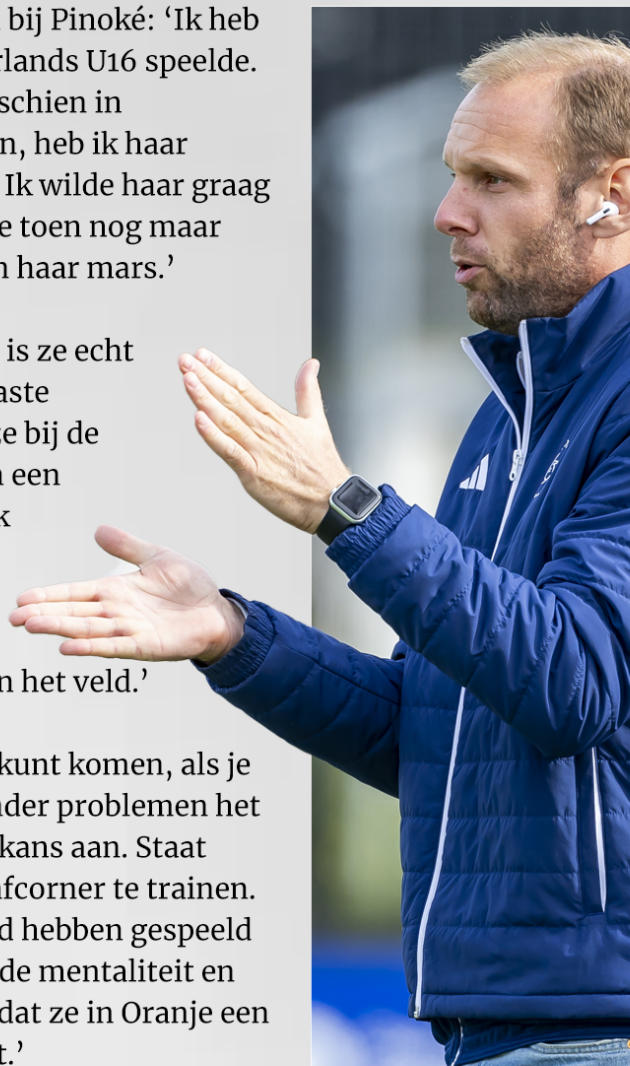 bij Pinoké: ‘Ik heb
rlands U16 speelde.
schien in
n, heb ik haar
Ik wilde haar graag
e toen nog maar
n haar mars.’
is ze echt
aste
ze bij de
n een
k
n het veld.’
kunt komen, als je
nder problemen het
kans aan. Staat
afcorner te trainen.
d hebben gespeeld
de mentaliteit en
dat ze in Oranje een
t.’